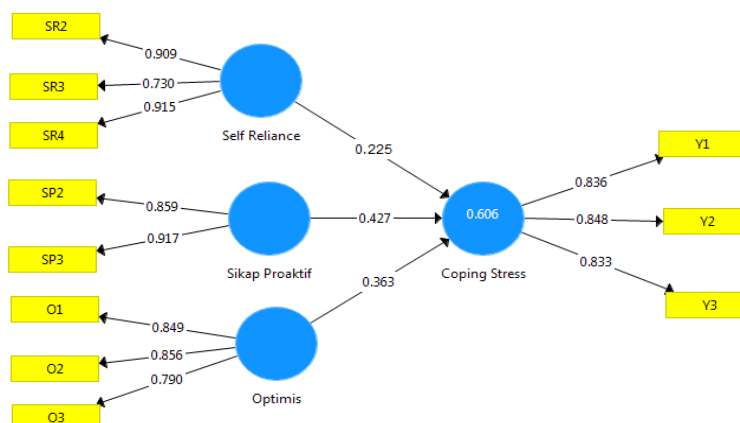 SR2
0.909
SR3
0.730
0.915
SR4
Self Reliance
0.225
SP2
0.859
0.917
SP3
Sikap Proaktif
0.427
O1
0.849
O2
0.856
0.790
O3
Optimis
0.363
0.606
Coping Stress
Y1
0.836
0.848
Y2
0.833
Y3